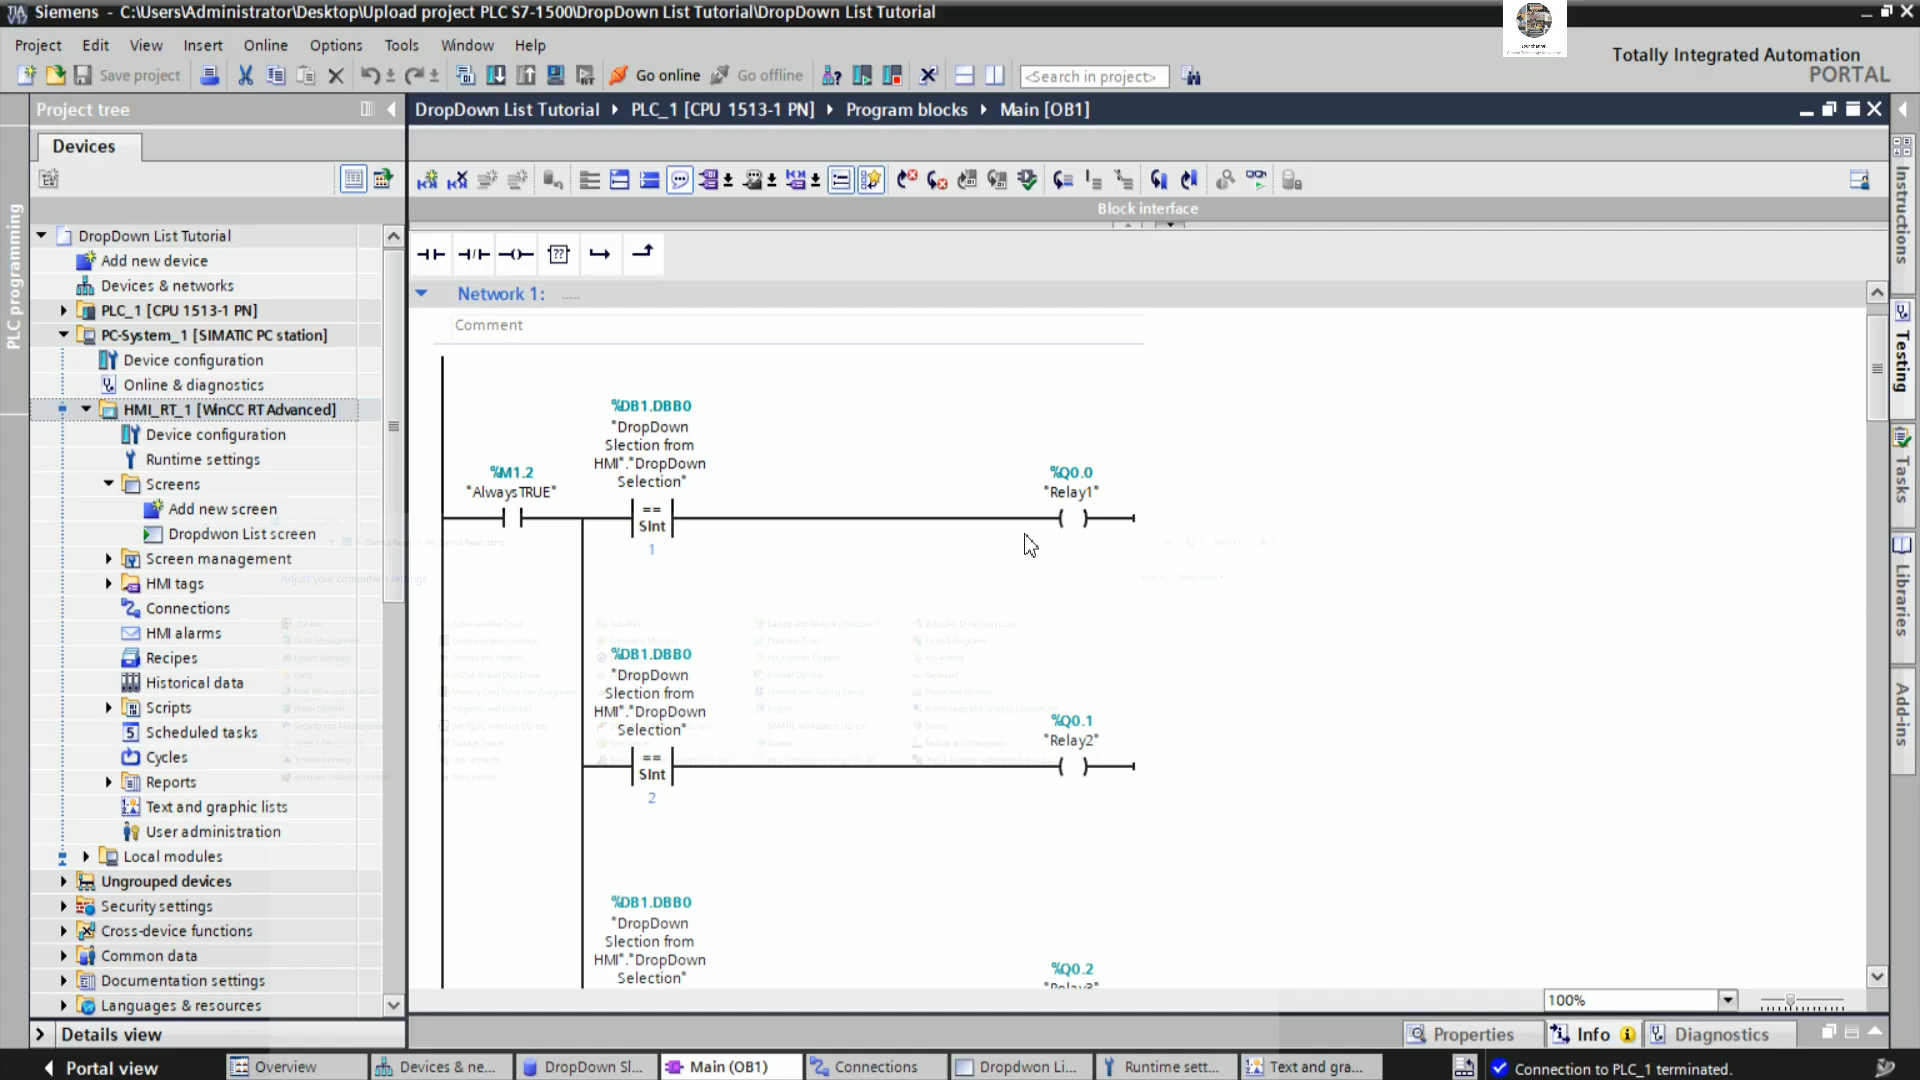 Siemens - C:\Users\Administrator\Desktop\Upload project PLC S7-1500\DropDown List Tutorial\DropDown List Tutorial
Project Edit View Insert Online Options Tools Window Help
Totally Integrated Automation
PORTAL
Save project
Go online
Go offline
<Search in project>
Project tree
DropDown List Tutorial PLC_1 [CPU 1513-1 PN] Program blocks Main [OB1]
Devices
Block interface
PLC programming
DropDown List Tutorial
Add new device
Devices & networks
PLC_1 [CPU 1513-1 PN]
PC-System_1 [SIMATIC PC station]
Device configuration
Online & diagnostics
HMI_RT_1 [WinCC RT Advanced]
Device configuration
Runtime settings
Screens
Add new screen
Dropdwon List screen
Screen management
HMI tags
Connections
HMI alarms
Recipes
Historical data
Scripts
Scheduled tasks
Cycles
Reports
Text and graphic lists
User administration
Local modules
Ungrouped devices
Security settings
Cross-device functions
Common data
Documentation settings
Languages & resources
Details view
Network 1: .....
Comment
%M1.2
"AlwaysTRUE"
%DB1.DBB0
"DropDown
Slection from
HMI"."DropDown
Selection"
==
SInt
1
%Q0.0
"Relay1"
%DB1.DBB0
"DropDown
Slection from
HMI"."DropDown
Selection"
==
SInt
2
%Q0.1
"Relay2"
%DB1.DBB0
"DropDown
Slection from
HMI"."DropDown
Selection"
%Q0.2
"Relay3"
100%
Instructions
Testing
Tasks
Libraries
Add-ins
Properties
Info
Diagnostics
Portal view
Overview
Devices & ne...
DropDown Sl...
Main (OB1)
Connections
Dropdwon Li...
Runtime sett...
Text and gra...
Connection to PLC_1 terminated.